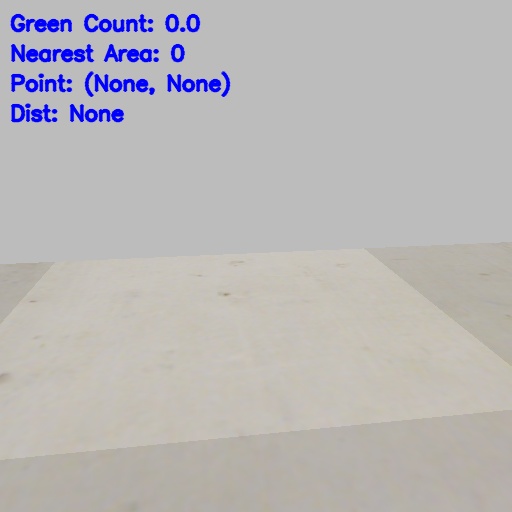 Green Count: 0.0
Nearest Area: 0
Point: (None, None)
Dist: None